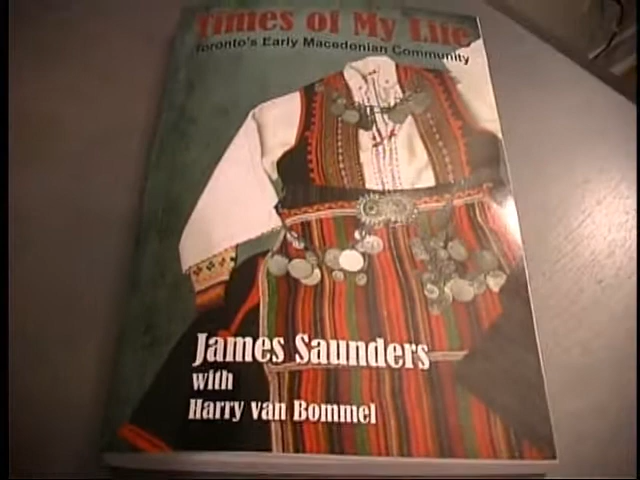 Times of My Life
Toronto's Early Macedonian Community
James Saunders
with
Harry van Bommel